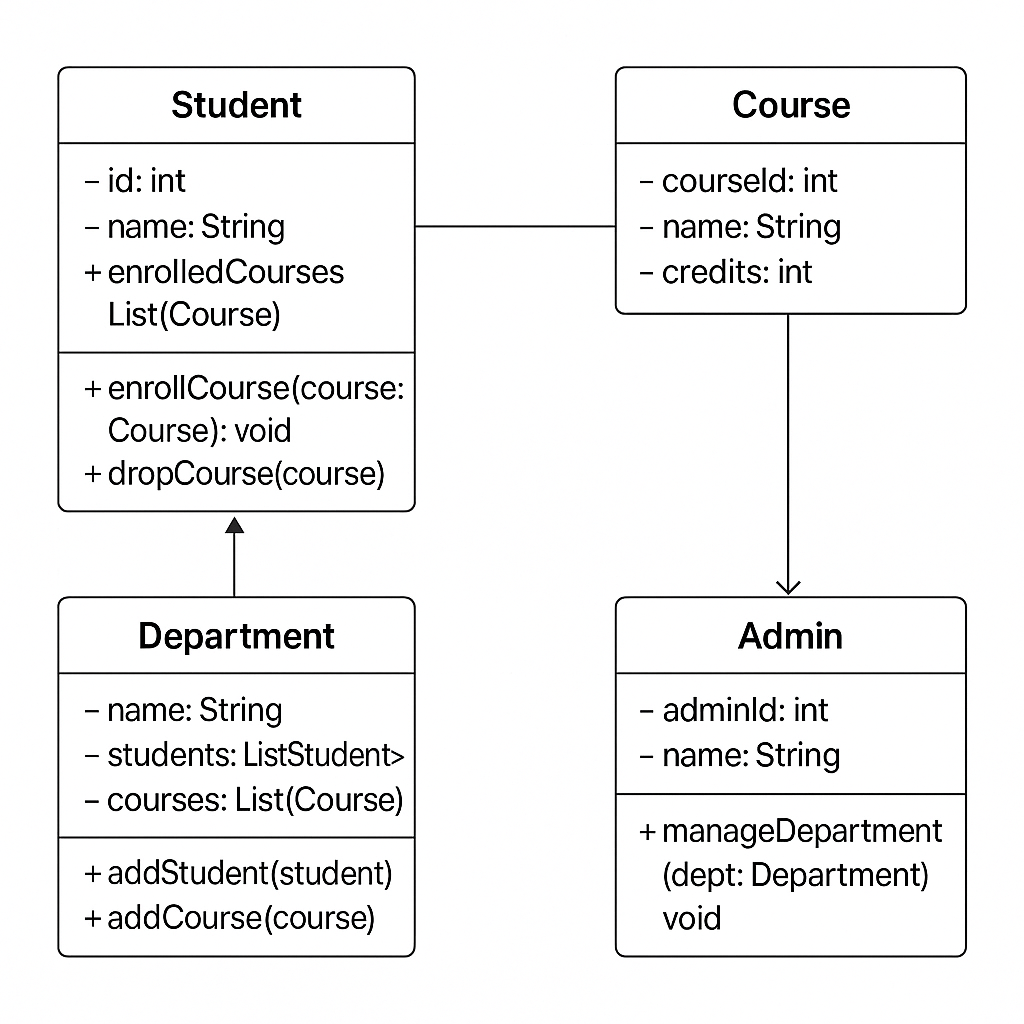 Student
– id: int
– name: String
+ enrolledCourses
List(Course)
+ enrollCourse(course:
Course): void
+ dropCourse(course)
Course
– courseId: int
– name: String
– credits: int
Department
– name: String
– students: ListStudent>
– courses: List(Course)
+ addStudent(student)
+ addCourse(course)
Admin
– adminId: int
– name: String
+ manageDepartment
(dept: Department)
void